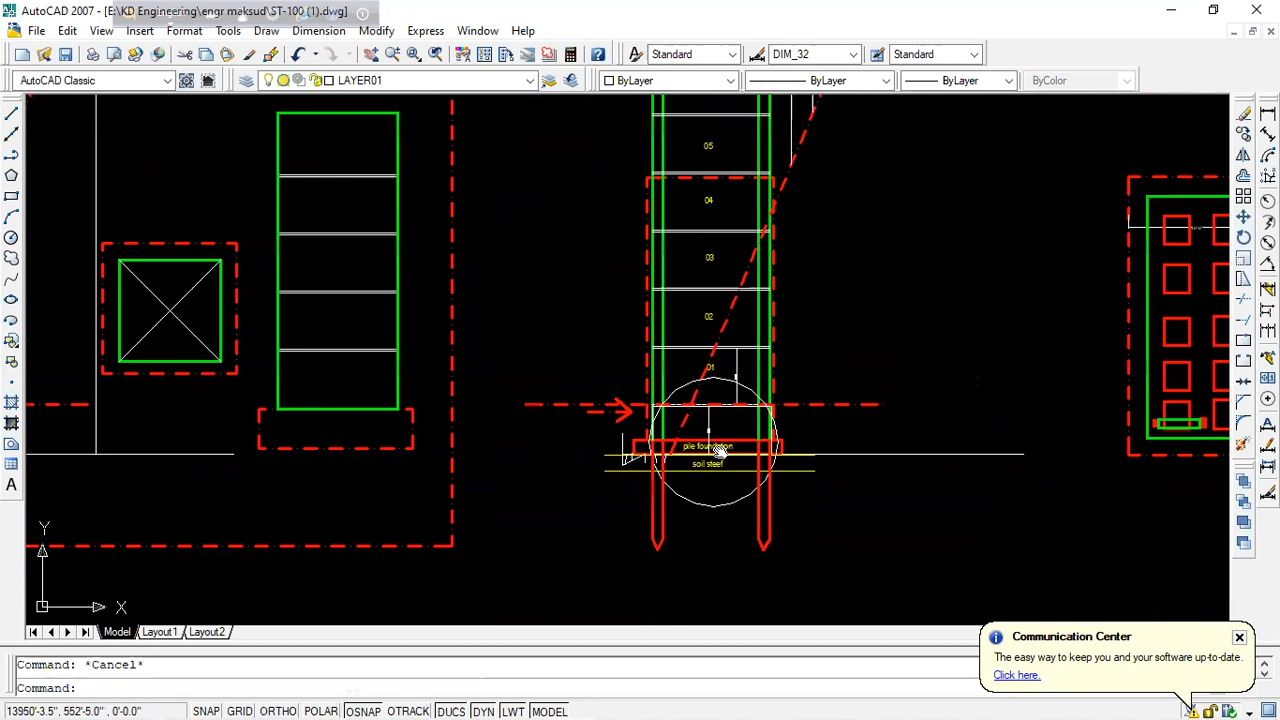 AutoCAD 2007 - [E:\KD Engineering\engr maksud\ST-100 (1).dwg]
File Edit View Insert Format Tools Draw Dimension Modify Express Window Help
Standard DIM_32 Standard
AutoCAD Classic LAYER01 ByLayer ByLayer ByLayer ByColor
05
04
03
02
01
pile foundation
soil steef
Y
X
Model Layout1 Layout2
Communication Center
The easy way to keep you and your software up-to-date.
Click here.
Command: *Cancel*
Command:
13950'-3.5", 552'-5.0", 0'-0.0" SNAP GRID ORTHO POLAR OSNAP OTRACK DUCS DYN LWT MODEL